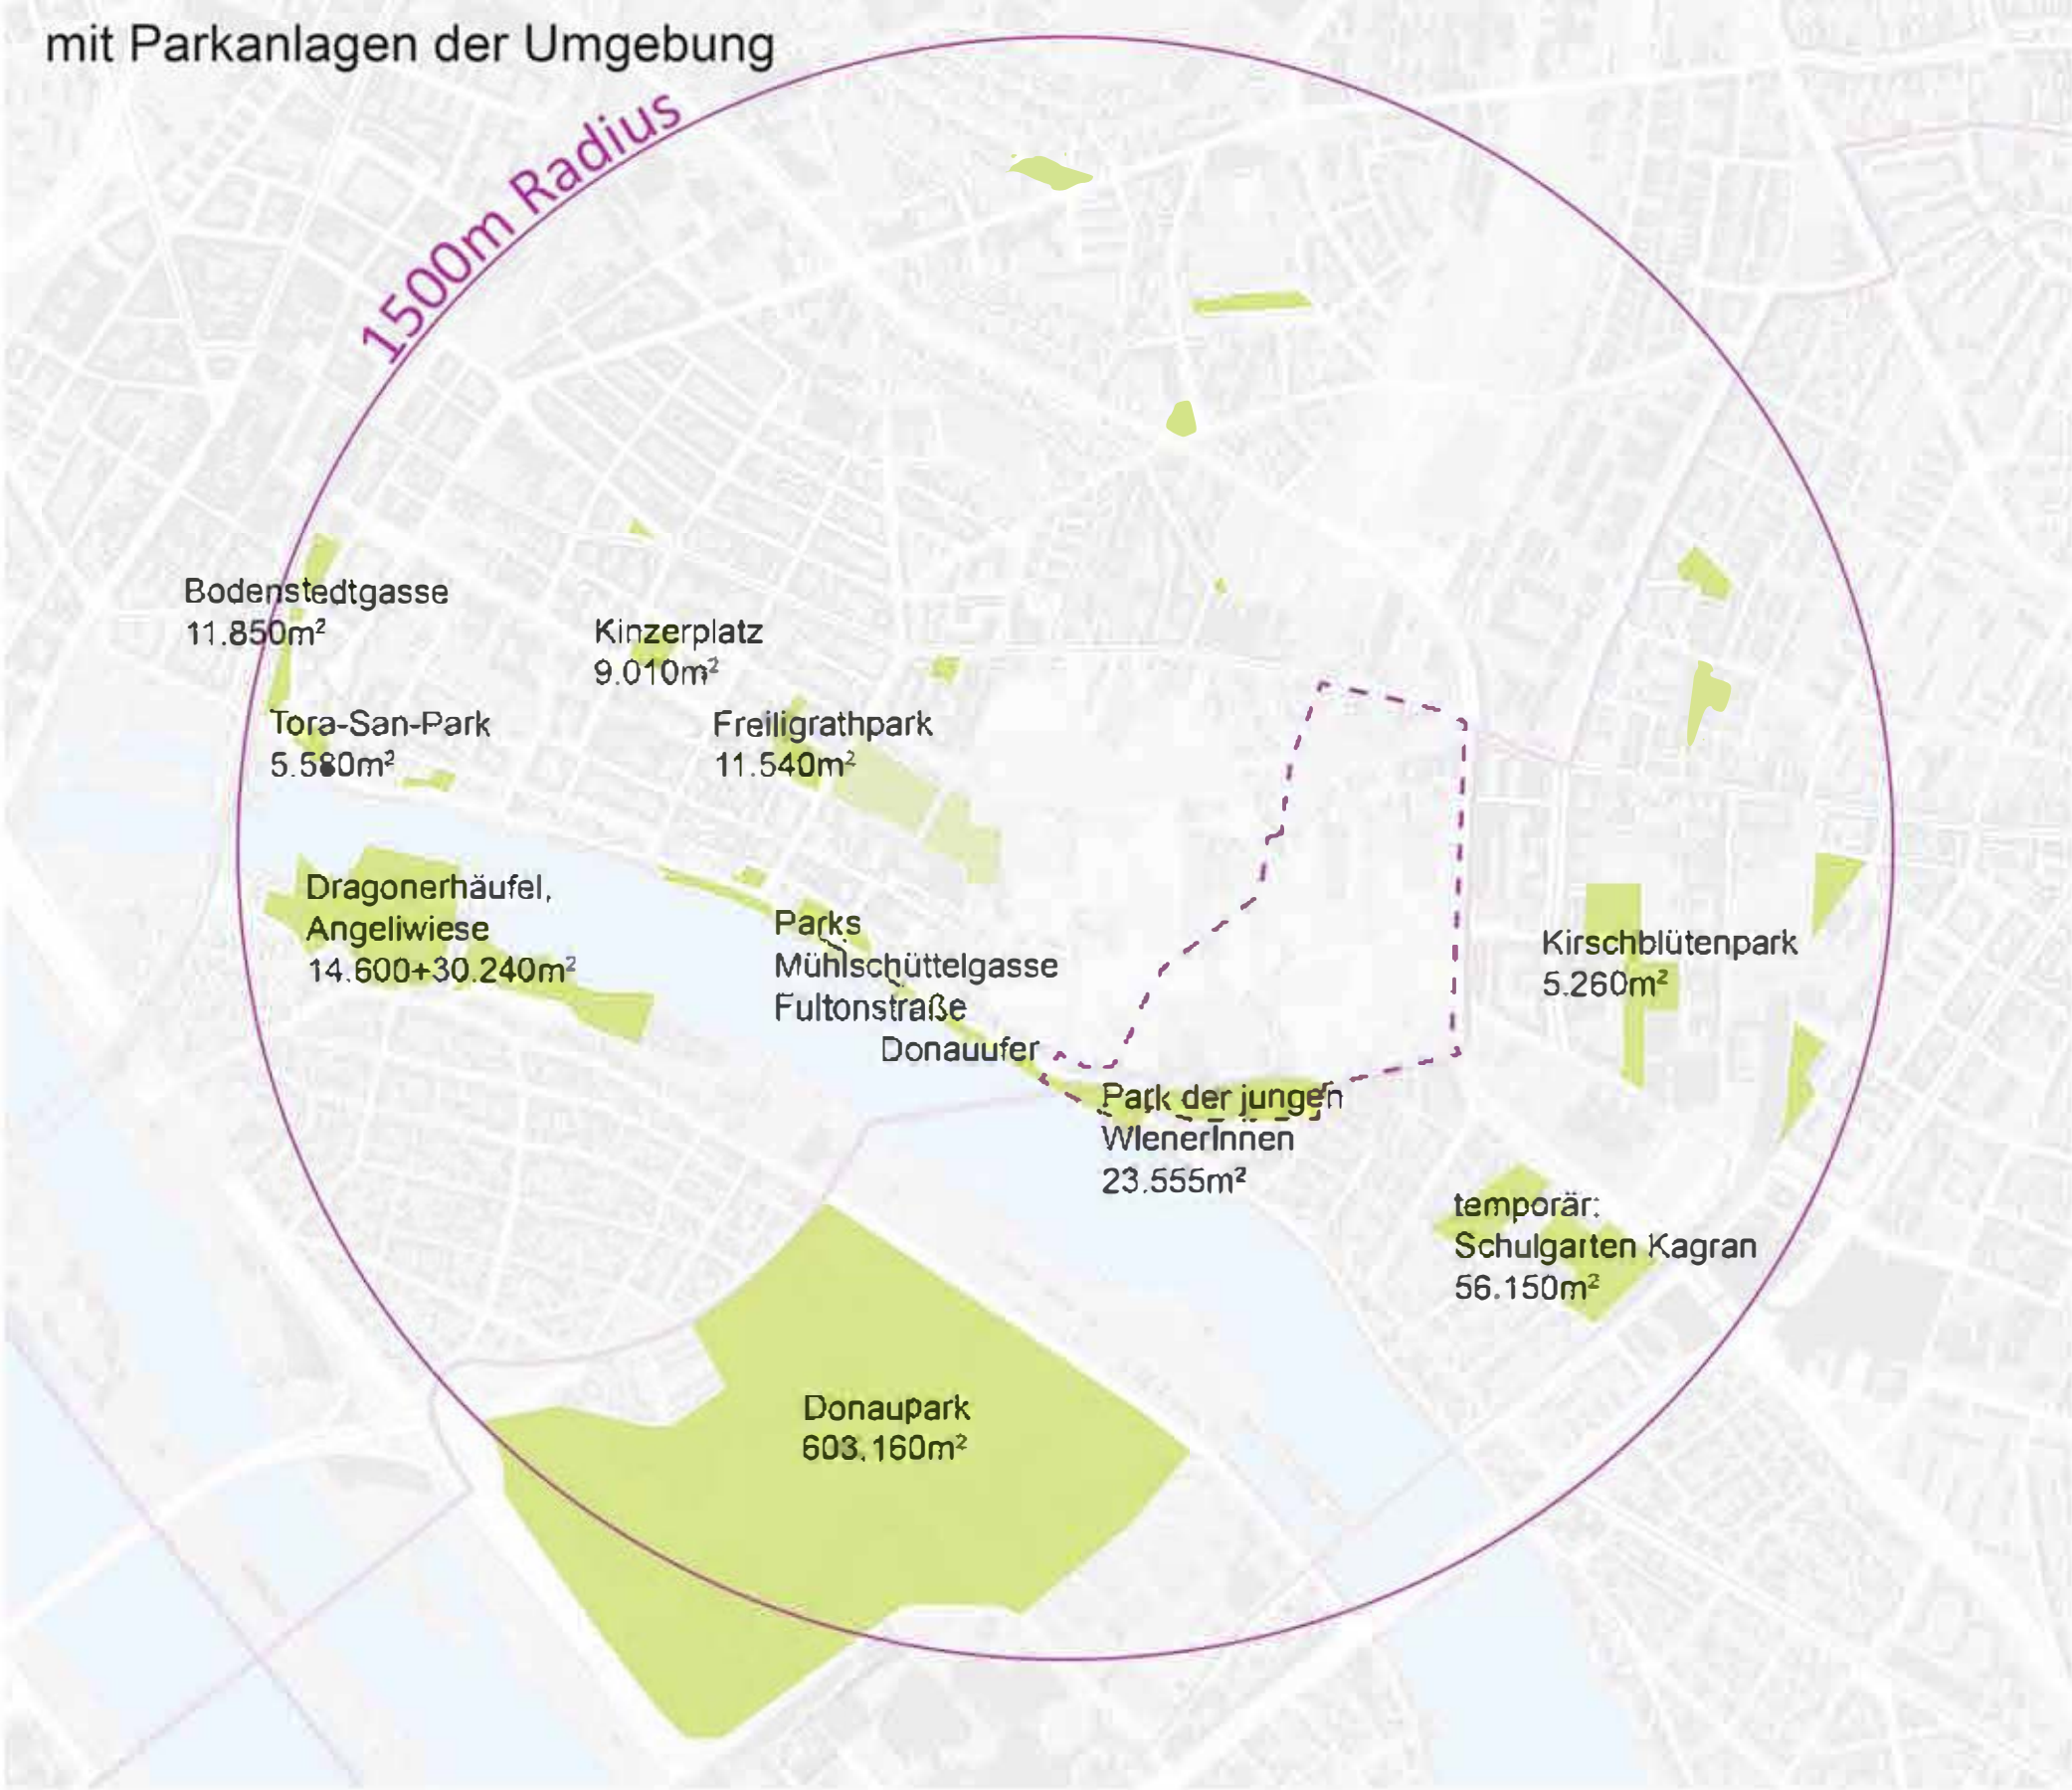 mit Parkanlagen der Umgebung
1500m Radius
Bodenstedtgasse
11.850m²
Kinzerplatz
9.010m²
Tora-San-Park
5.580m²
Freiligrathpark
11.540m²
Dragonerhäufel,
Angeliwiese
14.600+30.240m²
Parks
Mühlschüttelgasse
Fultonstraße
Donauufer
Kirschblütenpark
5.260m²
Park der jungen
WIenerInnen
23.555m²
temporär:
Schulgarten Kagran
56.150m²
Donaupark
603.160m²